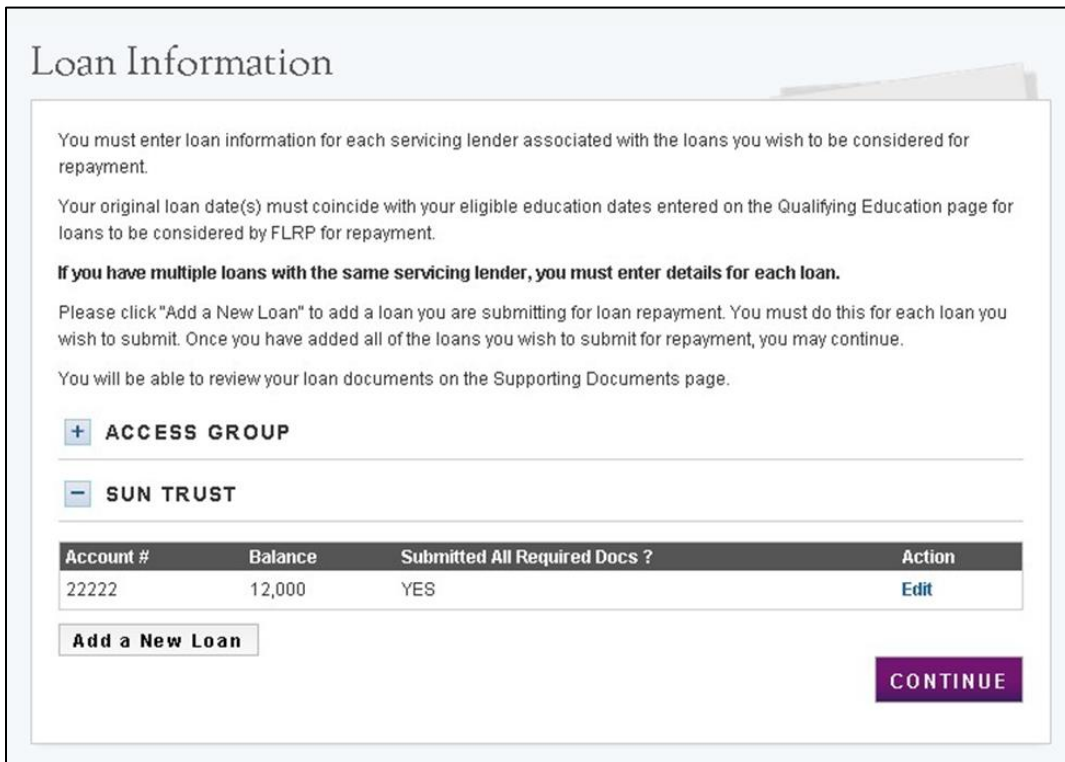 Loan Information
You must enter loan information for each servicing lender associated with the loans you wish to be considered for
repayment.
Your original loan date(s) must coincide with your eligible education dates entered on the Qualifying Education page for
loans to be considered by FLRP for repayment.
If you have multiple loans with the same servicing lender, you must enter details for each loan.
Please click "Add a New Loan" to add a loan you are submitting for loan repayment. You must do this for each loan you
wish to submit. Once you have added all of the loans you wish to submit for repayment, you may continue.
You will be able to review your loan documents on the Supporting Documents page.
+ ACCESS GROUP
− SUN TRUST
Account # Balance Submitted All Required Docs ? Action
22222 12,000 YES Edit
Add a New Loan
CONTINUE